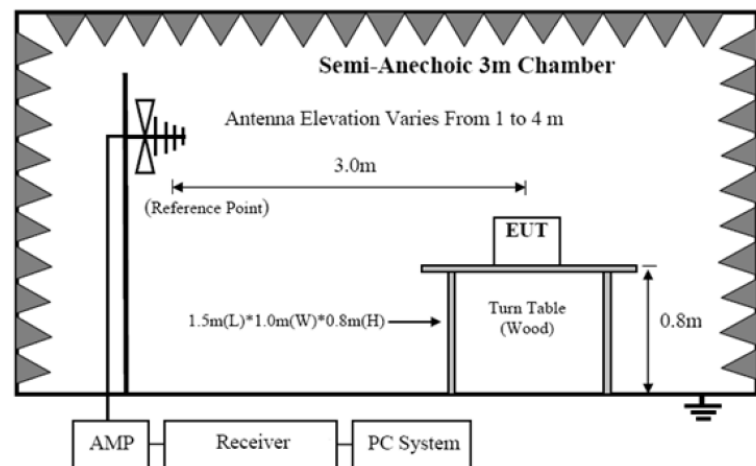 Semi-Anechoic 3m Chamber
Antenna Elevation Varies From 1 to 4 m
3.0m
(Reference Point)
EUT
1.5m(L)*1.0m(W)*0.8m(H)
Turn Table
(Wood)
0.8m
AMP
Receiver
PC System